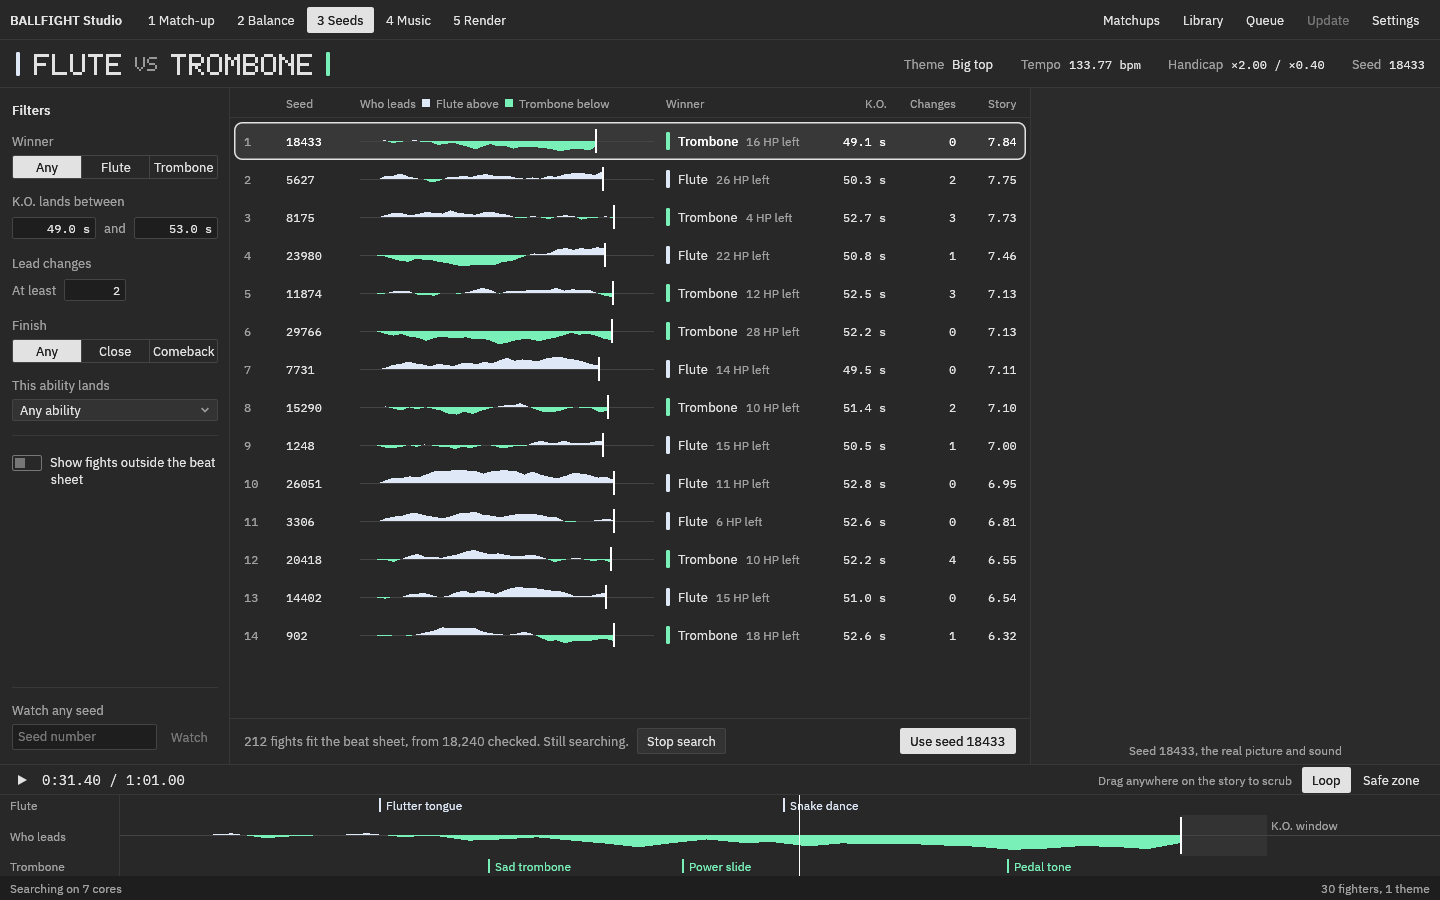 BALLFIGHT Studio 1 Match-up 2 Balance 3 Seeds 4 Music 5 Render Matchups Library Queue Update Settings
FLUTE VS TROMBONE Theme Big top Tempo 133.77 bpm Handicap ×2.00 / ×0.40 Seed 18433
Filters
Winner
Any Flute Trombone
K.O. lands between
49.0 s and 53.0 s
Lead changes
At least 2
Finish
Any Close Comeback
This ability lands
Any ability
Show fights outside the beat
sheet
Watch any seed
Seed number Watch
Seed Who leads Flute above Trombone below Winner K.O. Changes Story
1 18433 Trombone 16 HP left 49.1 s 0 7.84
2 5627 Flute 26 HP left 50.3 s 2 7.75
3 8175 Trombone 4 HP left 52.7 s 3 7.73
4 23980 Flute 22 HP left 50.8 s 1 7.46
5 11874 Trombone 12 HP left 52.5 s 3 7.13
6 29766 Trombone 28 HP left 52.2 s 0 7.13
7 7731 Flute 14 HP left 49.5 s 0 7.11
8 15290 Trombone 10 HP left 51.4 s 2 7.10
9 1248 Flute 15 HP left 50.5 s 1 7.00
10 26051 Flute 11 HP left 52.8 s 0 6.95
11 3306 Flute 6 HP left 52.6 s 0 6.81
12 20418 Trombone 10 HP left 52.2 s 4 6.55
13 14402 Flute 15 HP left 51.0 s 0 6.54
14 902 Trombone 18 HP left 52.6 s 1 6.32
212 fights fit the beat sheet, from 18,240 checked. Still searching. Stop search Use seed 18433
Seed 18433, the real picture and sound
0:31.40 / 1:01.00 Drag anywhere on the story to scrub Loop Safe zone
Flute Flutter tongue Snake dance
Who leads K.O. window
Trombone Sad trombone Power slide Pedal tone
Searching on 7 cores 30 fighters, 1 theme